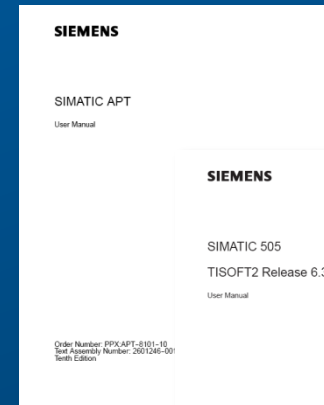 SIEMENS
SIMATIC APT
User Manual
Order Number: PPX:APT-8101-10
Text Assembly Number: 2601246-001
Tenth Edition
SIEMENS
SIMATIC 505
TISOFT2 Release 6.3
User Manual